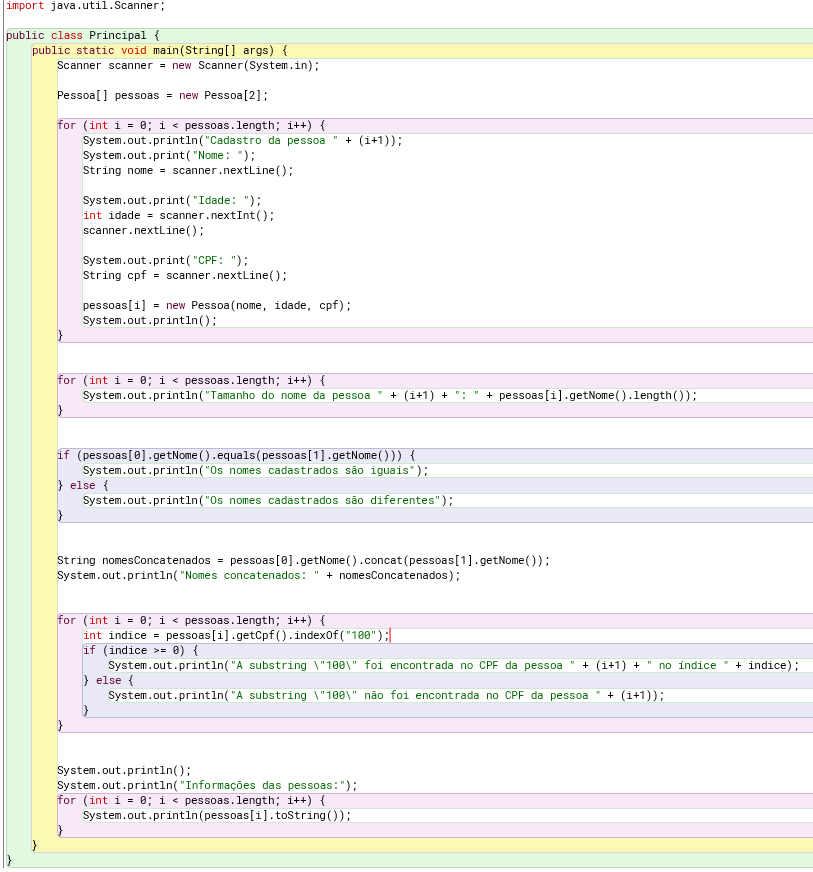 import java.util.Scanner;
public class Principal {
public static void main(String[] args) {
Scanner scanner = new Scanner(System.in);
Pessoa[] pessoas = new Pessoa[2];
for (int i = 0; i < pessoas.length; i++) {
System.out.println("Cadastro da pessoa " + (i+1));
System.out.print("Nome: ");
String nome = scanner.nextLine();
System.out.print("Idade: ");
int idade = scanner.nextInt();
scanner.nextLine();
System.out.print("CPF: ");
String cpf = scanner.nextLine();
pessoas[i] = new Pessoa(nome, idade, cpf);
System.out.println();
}
for (int i = 0; i < pessoas.length; i++) {
System.out.println("Tamanho do nome da pessoa " + (i+1) + ": " + pessoas[i].getNome().length());
}
if (pessoas[0].getNome().equals(pessoas[1].getNome())) {
System.out.println("Os nomes cadastrados são iguais");
} else {
System.out.println("Os nomes cadastrados são diferentes");
}
String nomesConcatenados = pessoas[0].getNome().concat(pessoas[1].getNome());
System.out.println("Nomes concatenados: " + nomesConcatenados);
for (int i = 0; i < pessoas.length; i++) {
int indice = pessoas[i].getCpf().indexOf("100");
if (indice >= 0) {
System.out.println("A substring \"100\" foi encontrada no CPF da pessoa " + (i+1) + " no índice " + indice);
} else {
System.out.println("A substring \"100\" não foi encontrada no CPF da pessoa " + (i+1));
}
}
System.out.println();
System.out.println("Informações das pessoas:");
for (int i = 0; i < pessoas.length; i++) {
System.out.println(pessoas[i].toString());
}
}
}